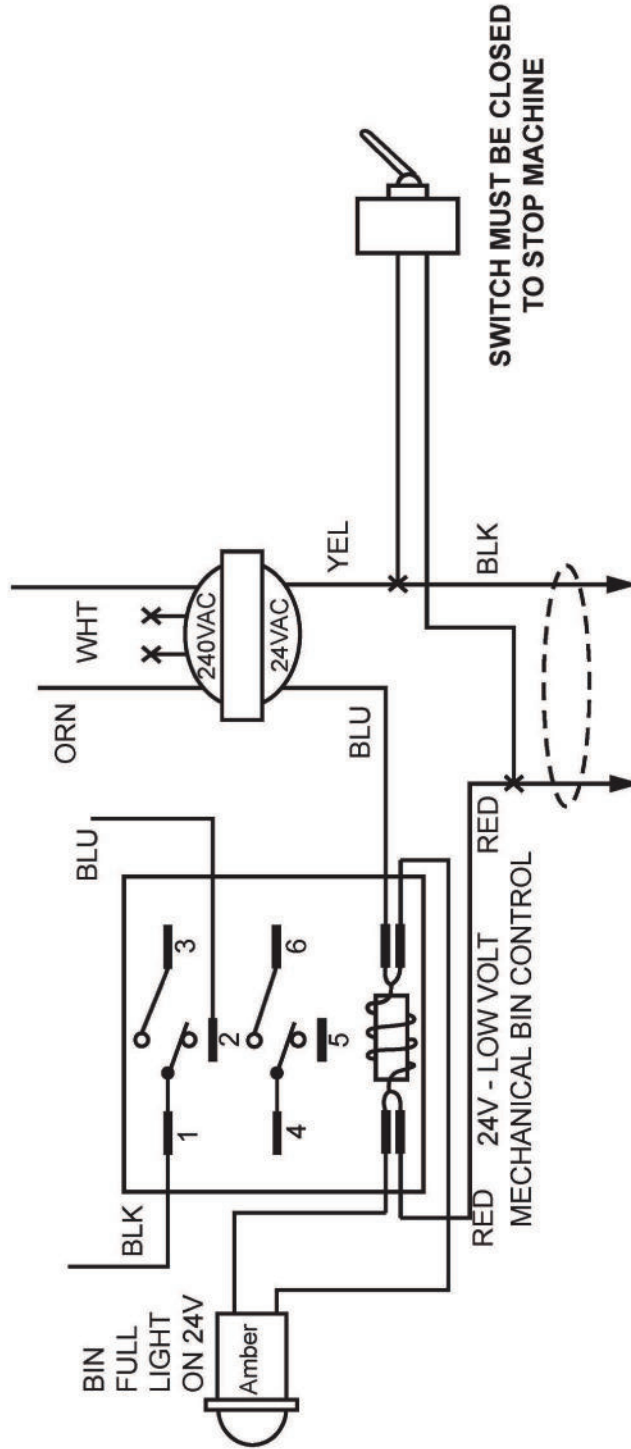 BIN
FULL
LIGHT
ON 24V
Amber
BLK
BLU
ORN
WHT
1
3
2
4
6
5
240VAC
24VAC
BLU
YEL
RED
RED
BLK
24V - LOW VOLT
MECHANICAL BIN CONTROL
SWITCH MUST BE CLOSED
TO STOP MACHINE